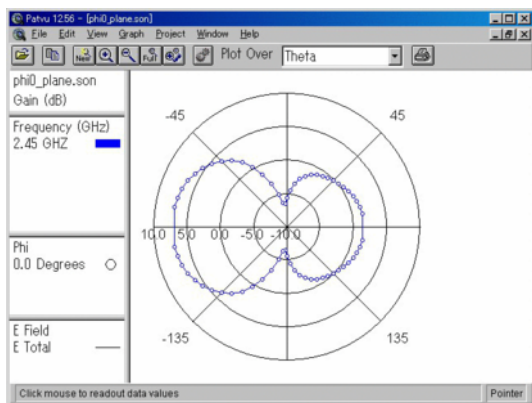 Patvu 12.56 - [phi0_plane.son]
File Edit View Graph Project Window Help
New Full Plot Over Theta
phi0_plane.son
Gain (dB)
Frequency (GHz)
2.45 GHZ
Phi
0.0 Degrees
E Field
E Total
-45 45
10.0 5.0 0.0 -5.0 -10.0
-135 135
Click mouse to readout data values Pointer